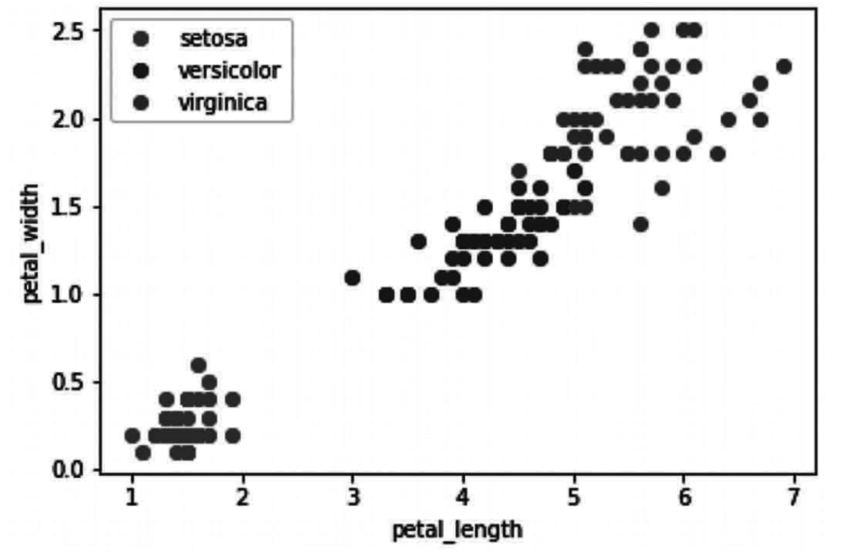 setosa
versicolor
virginica
2.5
2.0
1.5
1.0
0.5
0.0
petal_width
1 2 3 4 5 6 7
petal_length